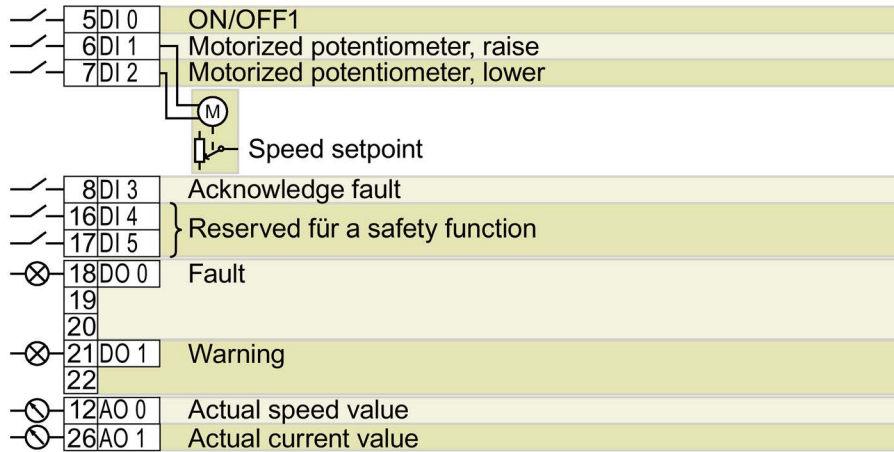 5 DI 0 ON/OFF1
6 DI 1 Motorized potentiometer, raise
7 DI 2 Motorized potentiometer, lower
M
Speed setpoint
8 DI 3 Acknowledge fault
16 DI 4
Reserved für a safety function
17 DI 5
18 DO 0 Fault
19
20
21 DO 1 Warning
22
12 AO 0 Actual speed value
26 AO 1 Actual current value